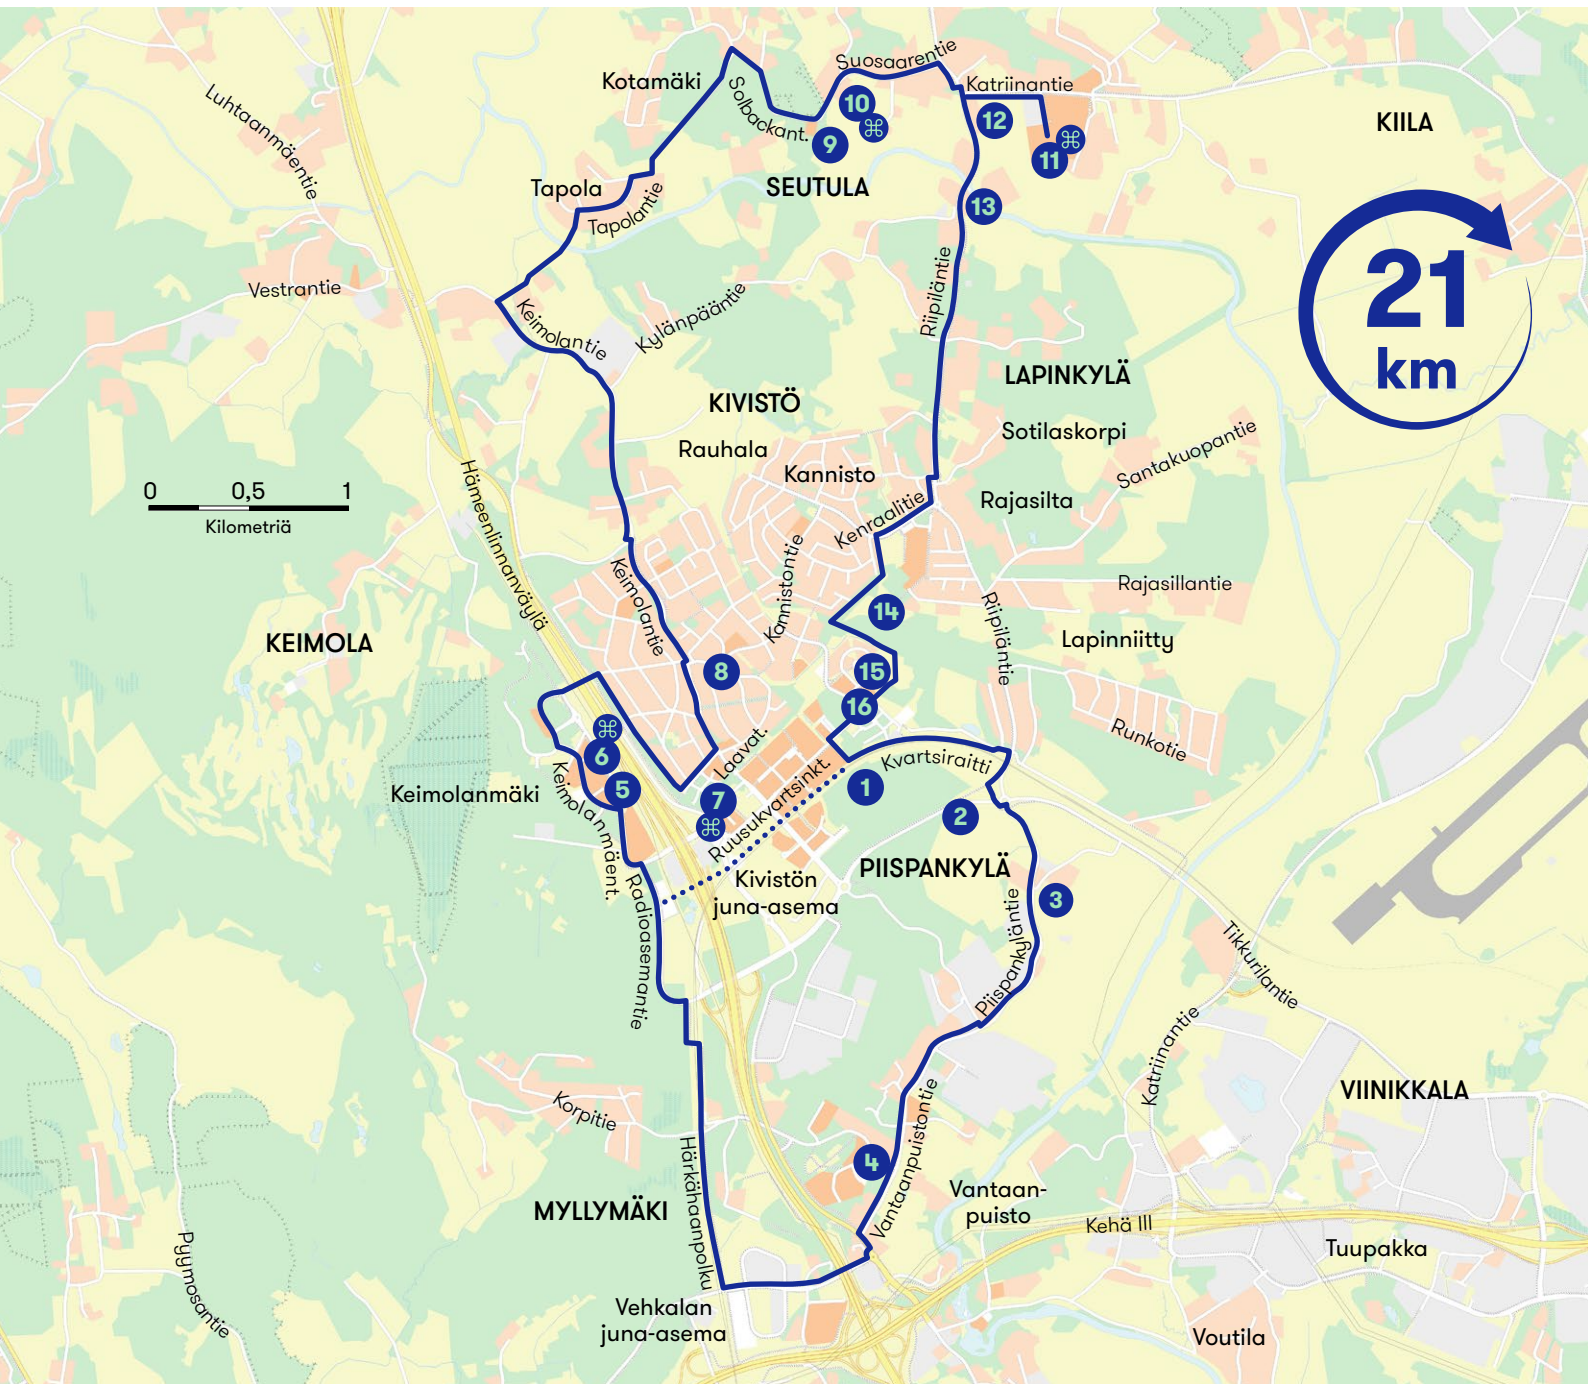 Suosaarentie
Kotamäki
Solbackant.
Katriinantie
Luhtaanmäentie
10
⌘
12
KIILA
9
⌘
11
Tapola
SEUTULA
Tapolantie
13
Vestrantie
Keimolantie
Kylänpääntie
Riipiläntie
21
km
LAPINKYLÄ
KIVISTÖ
Rauhala
Sotilaskorpi
Kannisto
Santakuopantie
0 0,5 1
Kilometriä
Rajasilta
Kenraalitie
Hämeenlinnanväylä
Keimolantie
Kannistontie
Rajasillantie
14
Riipiläntie
KEIMOLA
Lapinniitty
8
15
16
⌘
6
Laavat.
Runkotie
Kvartsiraitti
Keimolanmäki
5
7
⌘
1
2
Keimolanmäent.
Ruusukvartsinkt.
PIISPANKYLÄ
Kivistön
juna-asema
3
Radioasemantie
Piispankyläntie
Tikkurilantie
Katriinantie
VIINIKKALA
Korpitie
Vantaanpuistontie
4
Härkähaanpolku
Vantaan-
puisto
MYLLYMÄKI
Kehä III
Tuupakka
Pyymosantie
Vehkalan
juna-asema
Voutila